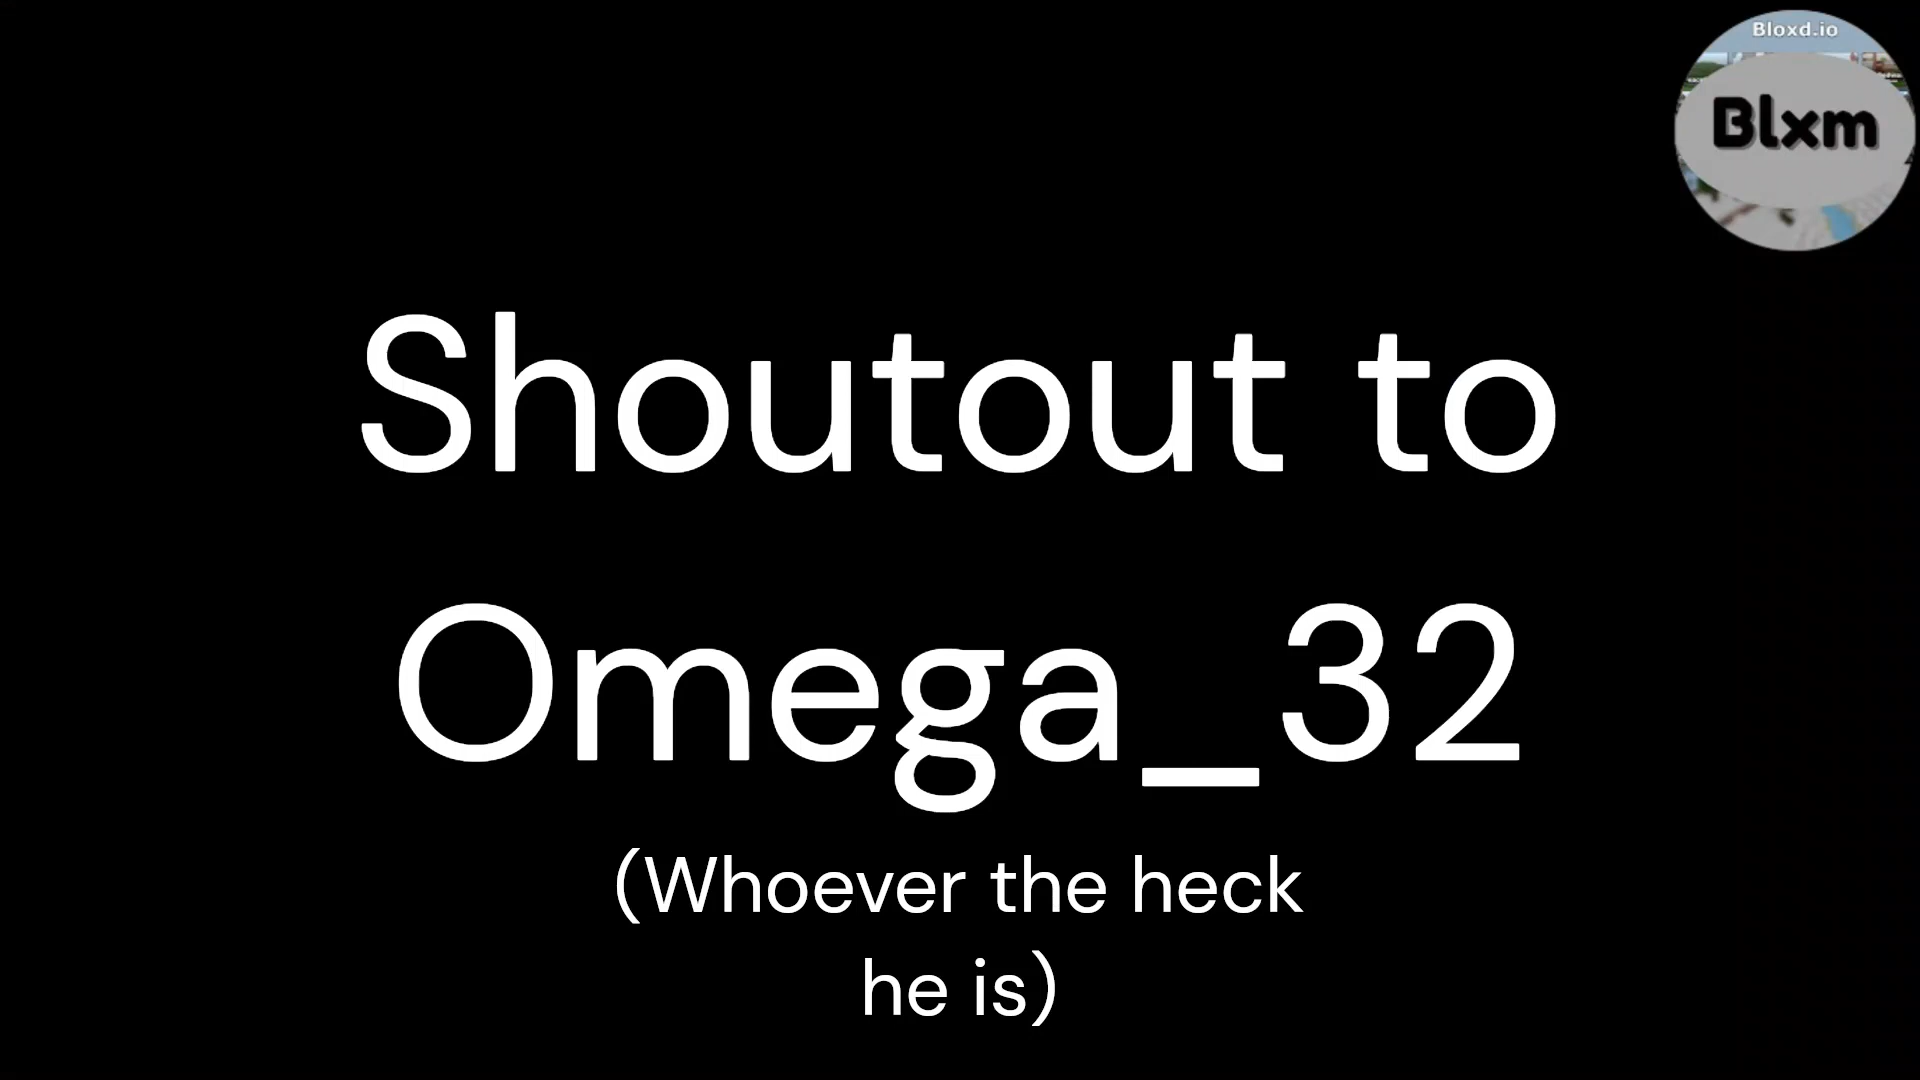 Bloxd.io
Blxm
Shoutout to
Omega_32
(Whoever the heck
he is)